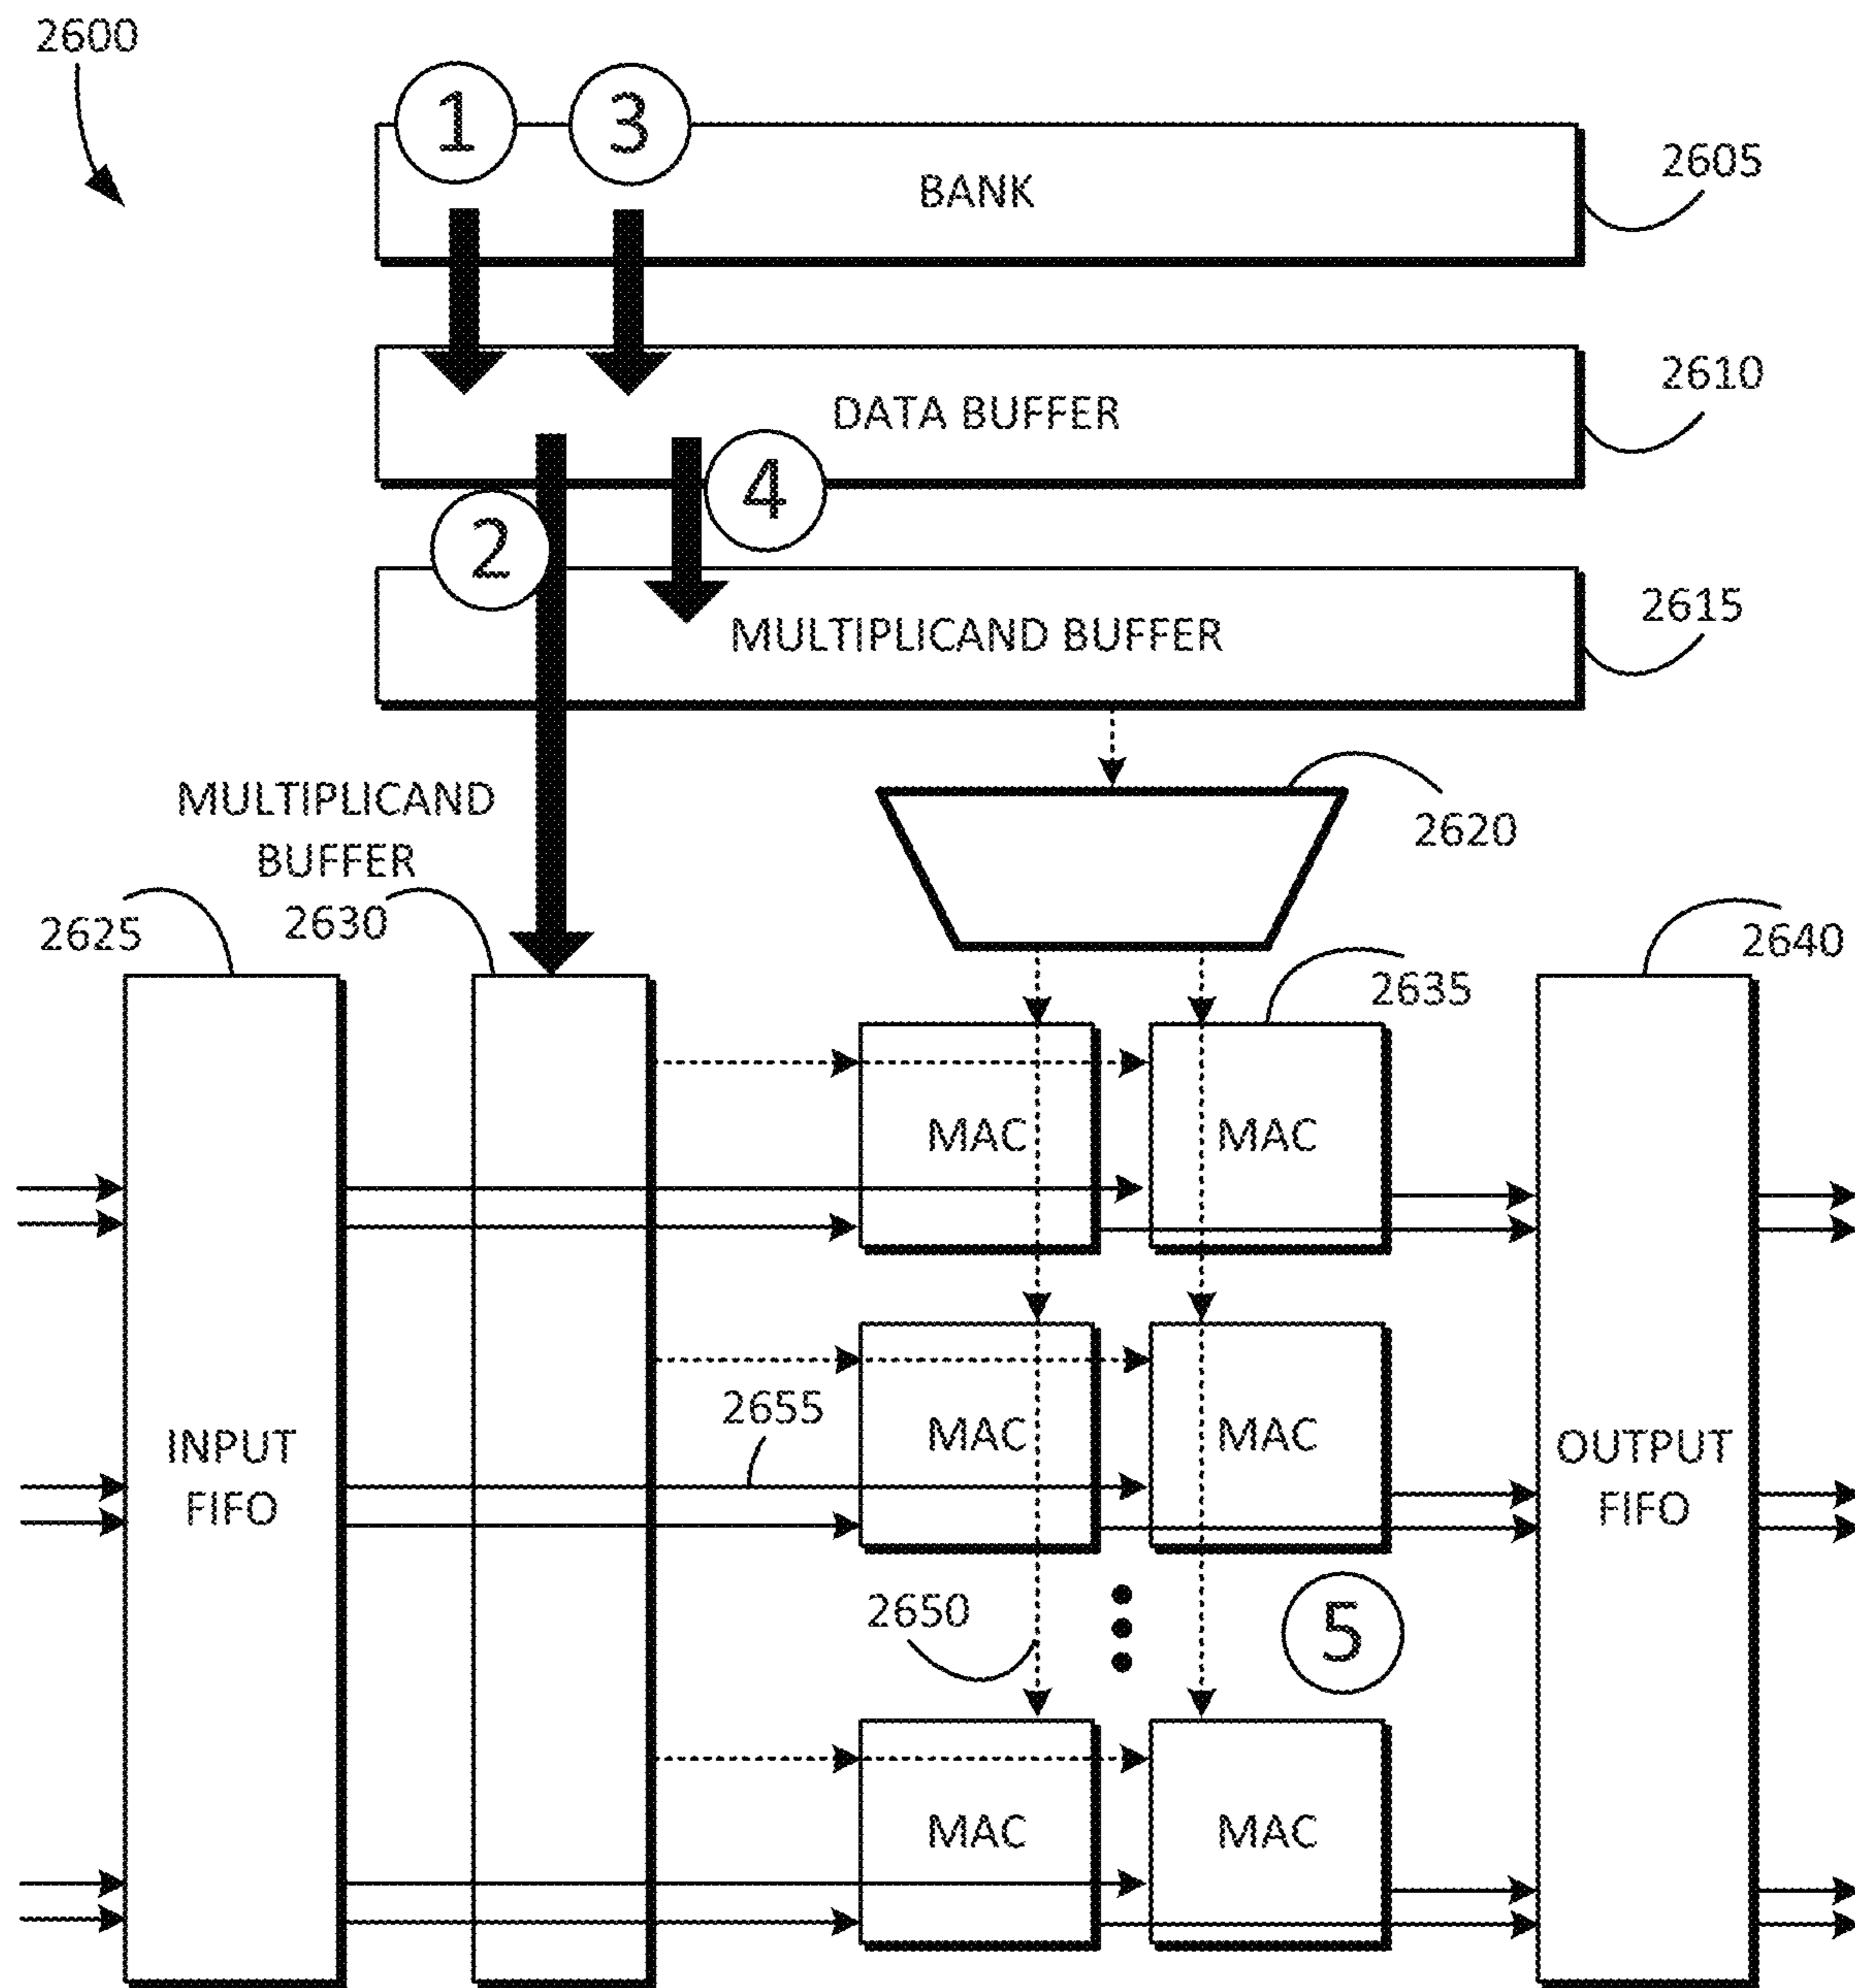 2600
1
3
BANK
2605
DATA BUFFER
2610
4
2
MULTIPLICAND BUFFER
2615
MULTIPLICAND
BUFFER
2620
2625
2630
2635
2640
MAC
MAC
MAC
MAC
2655
INPUT
FIFO
OUTPUT
FIFO
2650
5
MAC
MAC